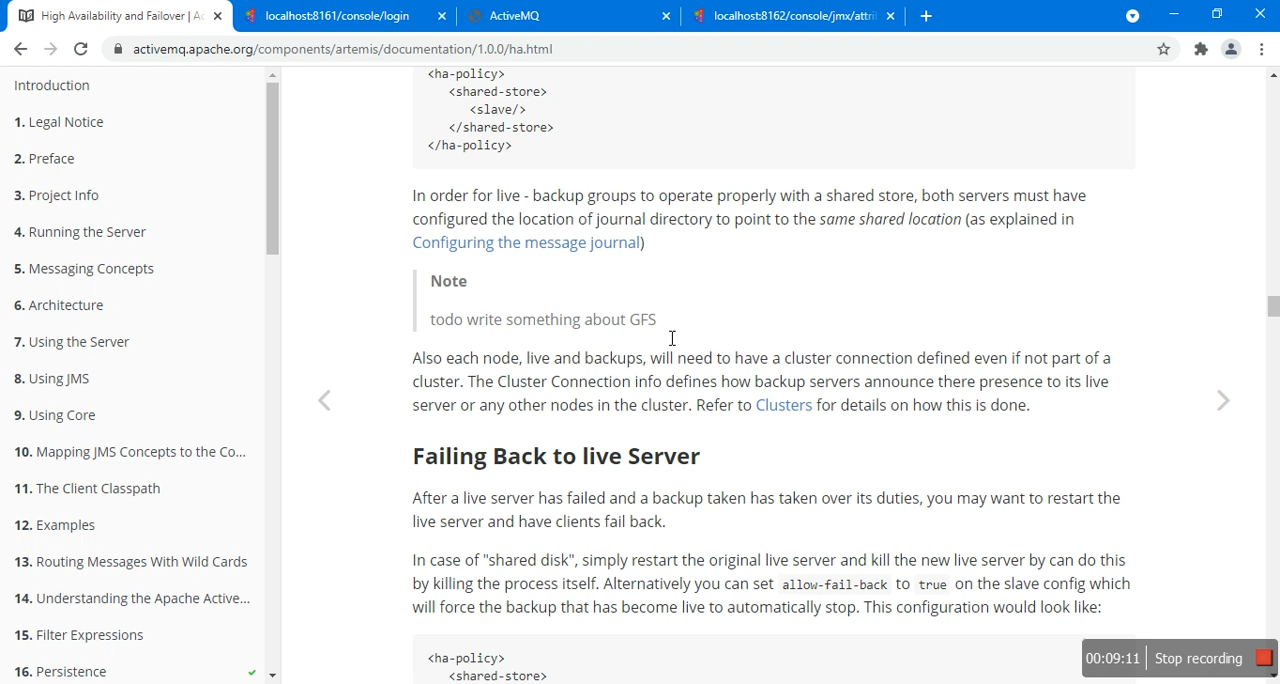 High Availability and Failover | Ac
localhost:8161/console/login
ActiveMQ
localhost:8162/console/jmx/attri
activemq.apache.org/components/artemis/documentation/1.0.0/ha.html
Introduction
1. Legal Notice
2. Preface
3. Project Info
4. Running the Server
5. Messaging Concepts
6. Architecture
7. Using the Server
8. Using JMS
9. Using Core
10. Mapping JMS Concepts to the Co...
11. The Client Classpath
12. Examples
13. Routing Messages With Wild Cards
14. Understanding the Apache Active...
15. Filter Expressions
16. Persistence
<ha-policy>
<shared-store>
<slave/>
</shared-store>
</ha-policy>
In order for live - backup groups to operate properly with a shared store, both servers must have
configured the location of journal directory to point to the same shared location (as explained in
Configuring the message journal)
Note
todo write something about GFS
Also each node, live and backups, will need to have a cluster connection defined even if not part of a
cluster. The Cluster Connection info defines how backup servers announce there presence to its live
server or any other nodes in the cluster. Refer to Clusters for details on how this is done.
Failing Back to live Server
After a live server has failed and a backup taken has taken over its duties, you may want to restart the
live server and have clients fail back.
In case of "shared disk", simply restart the original live server and kill the new live server by can do this
by killing the process itself. Alternatively you can set allow-fail-back to true on the slave config which
will force the backup that has become live to automatically stop. This configuration would look like:
<ha-policy>
<shared-store>
00:09:11 Stop recording